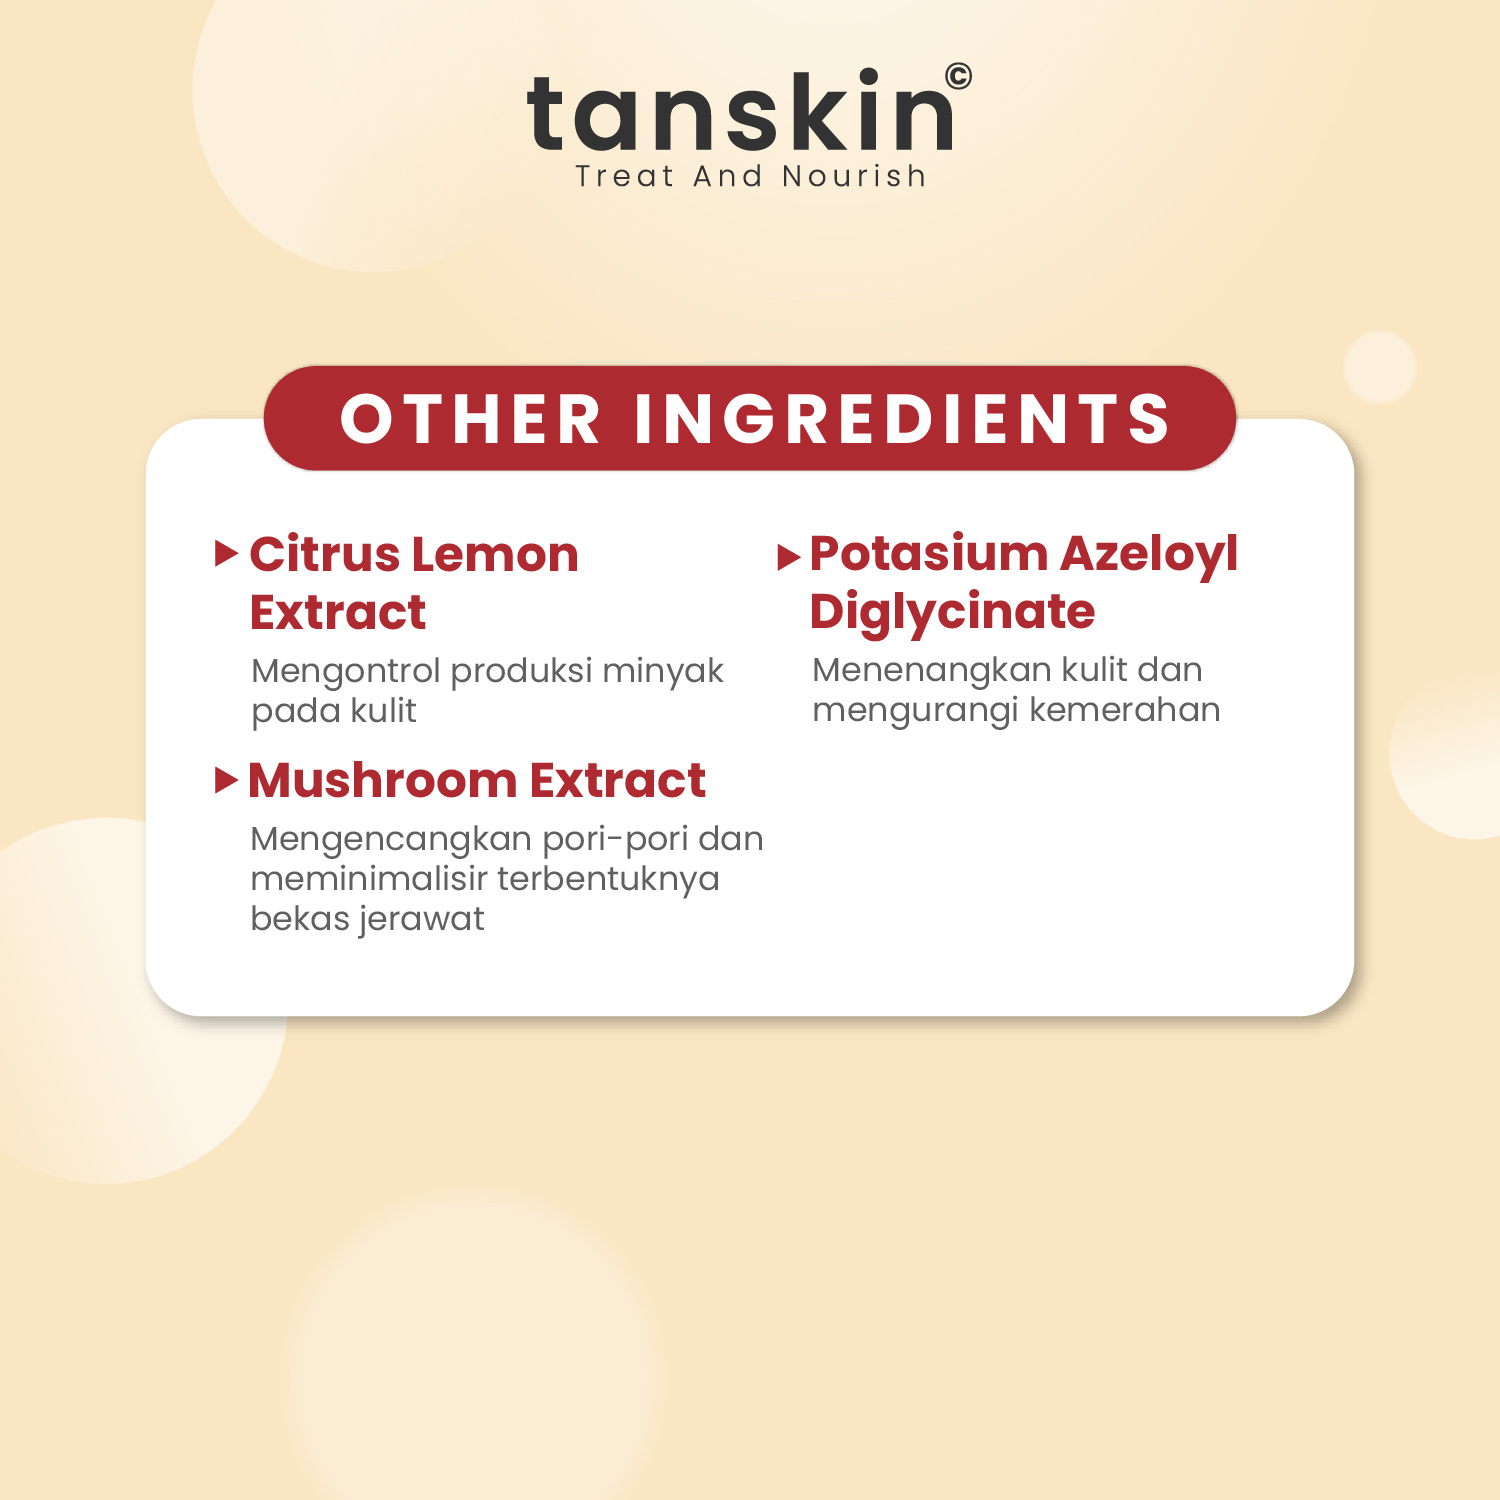 tanskin©
Treat And Nourish
OTHER INGREDIENTS
Citrus Lemon
Extract
Mengontrol produksi minyak
pada kulit
Mushroom Extract
Mengencangkan pori-pori dan
meminimalisir terbentuknya
bekas jerawat
Potasium Azeloyl
Diglycinate
Menenangkan kulit dan
mengurangi kemerahan